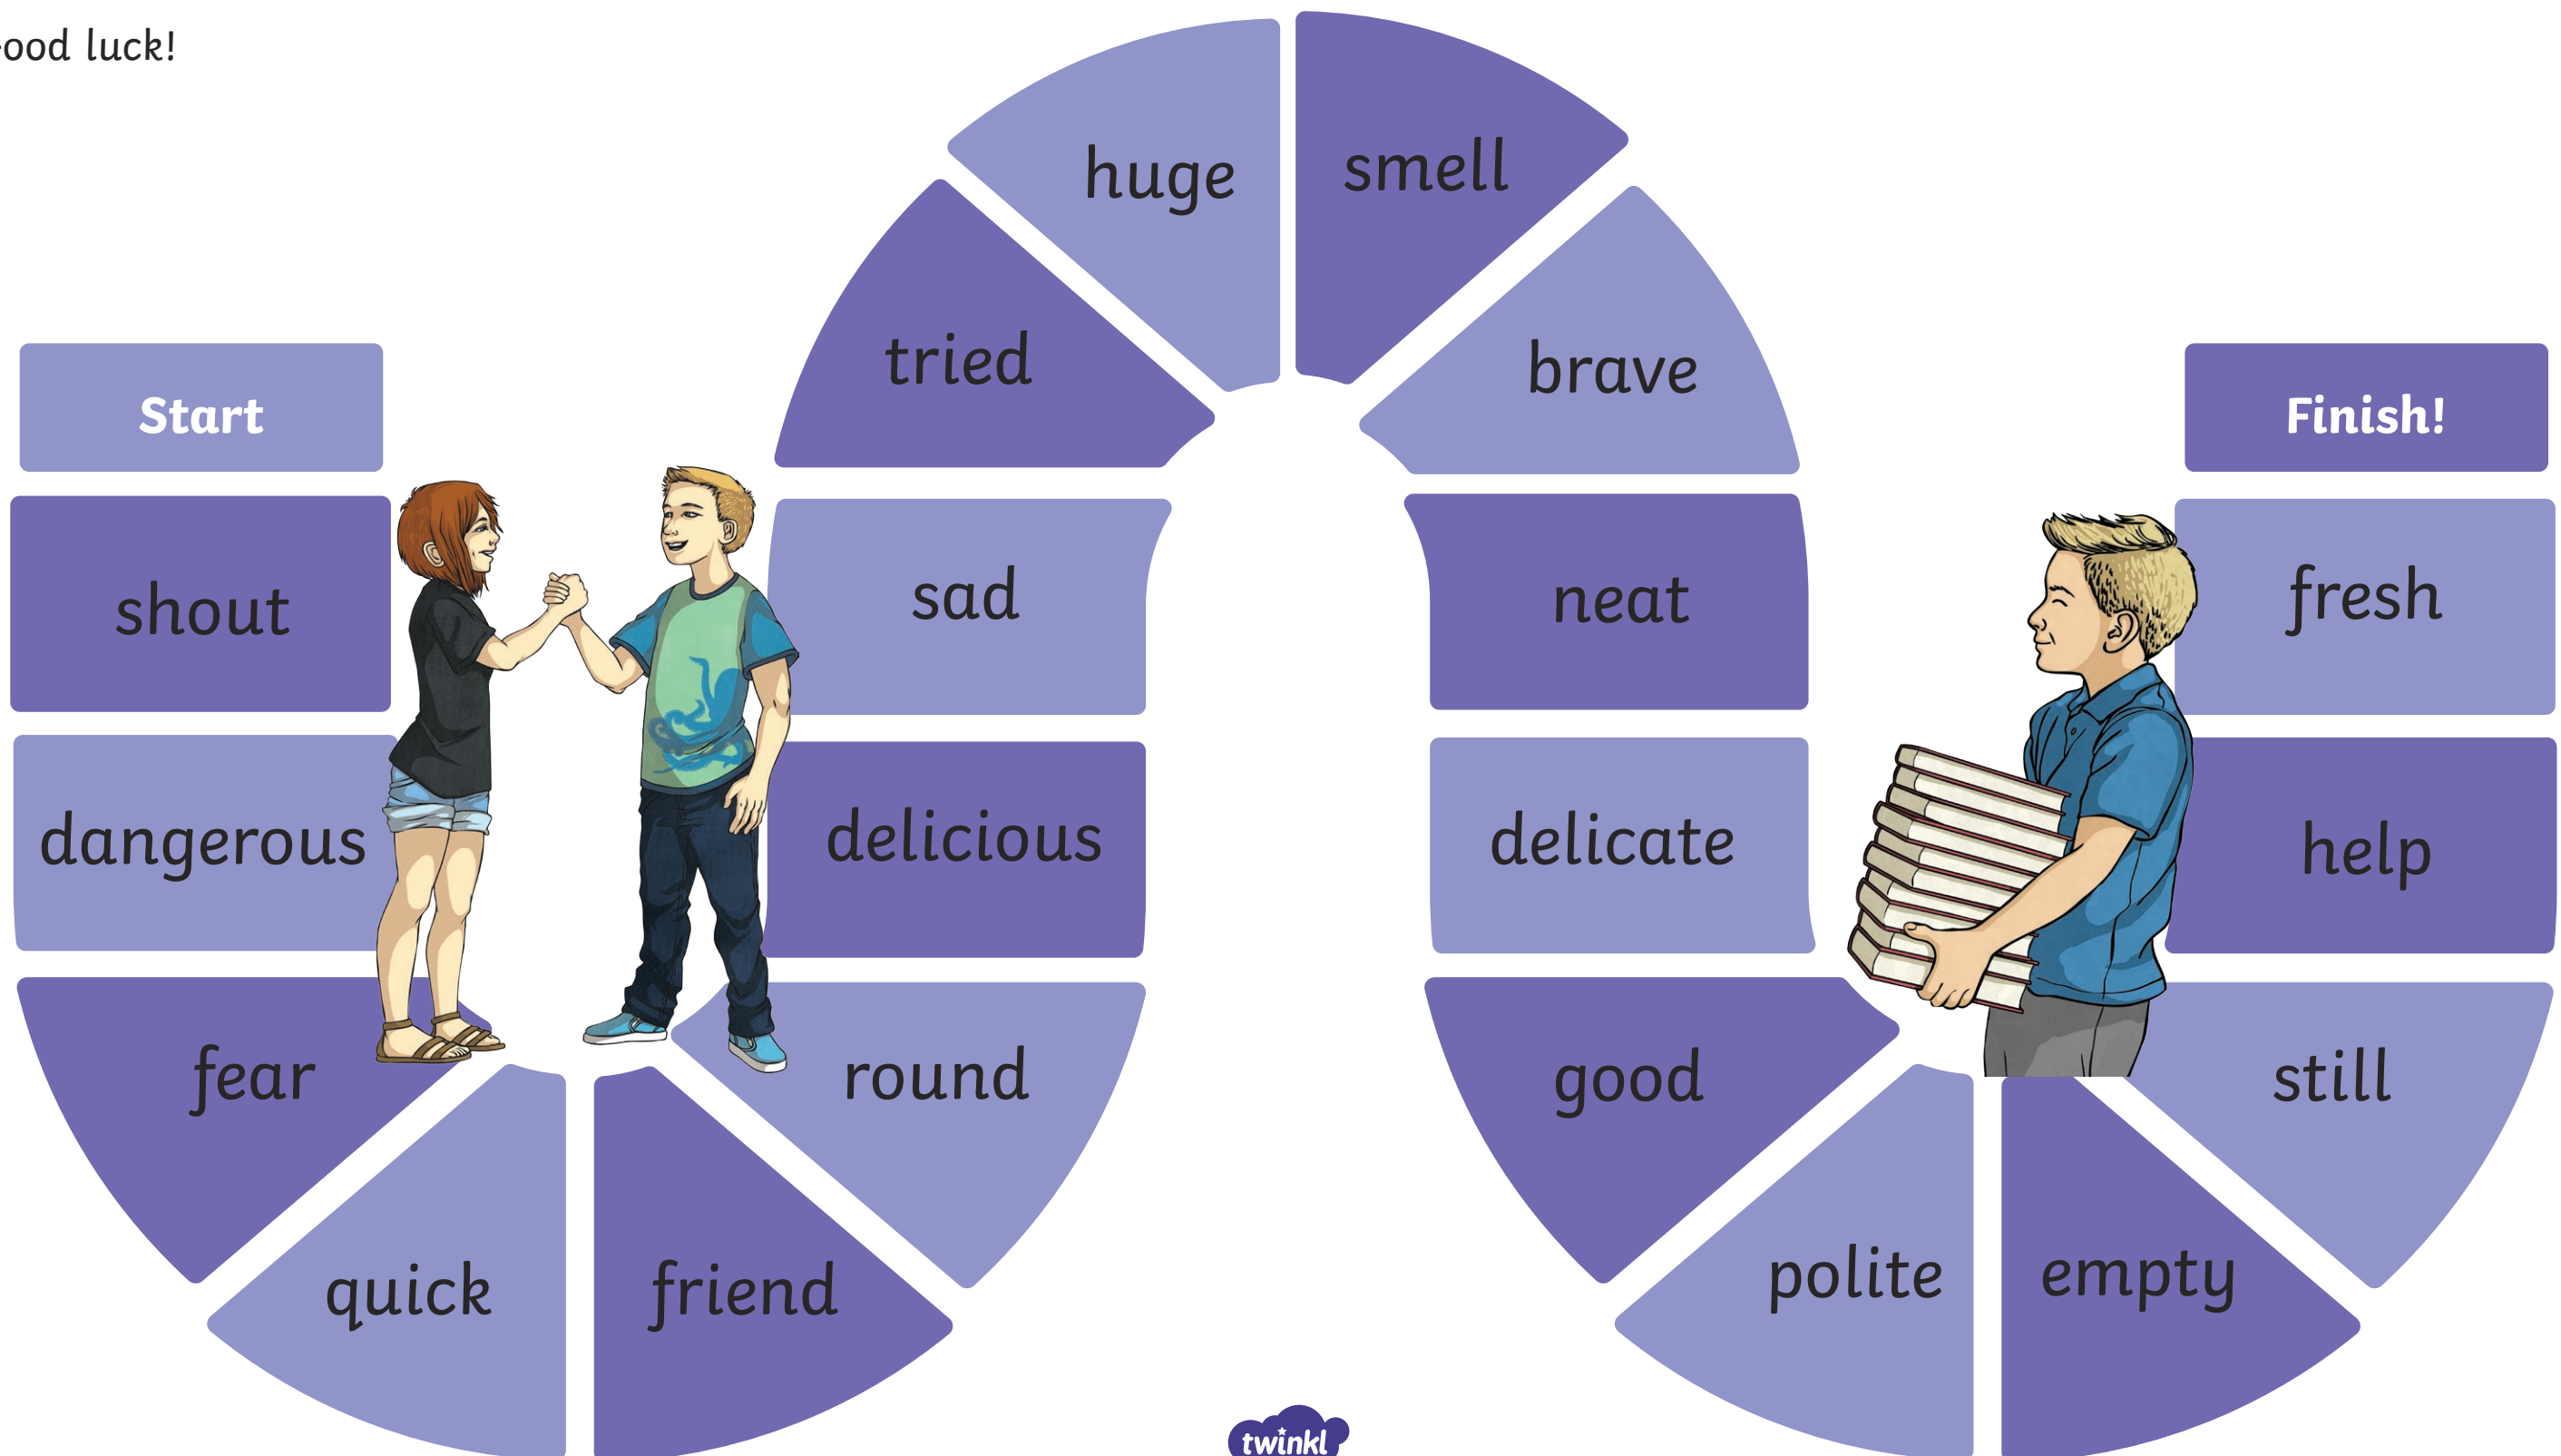 ood luck!
Start
shout
dangerous
fear
quick
friend
round
delicious
sad
tried
huge
smell
brave
neat
delicate
good
polite
empty
still
help
fresh
Finish!
twinkl